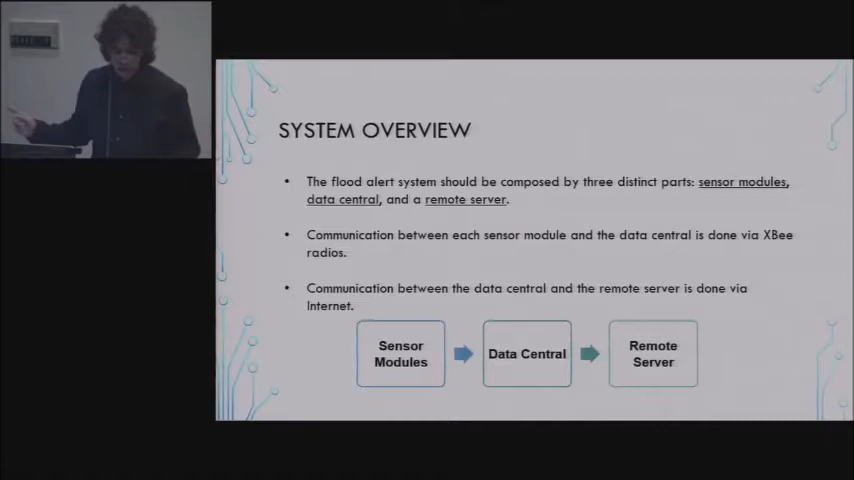 SYSTEM OVERVIEW
• The flood alert system should be composed by three distinct parts: sensor modules,
data central, and a remote server.
• Communication between each sensor module and the data central is done via XBee
radios.
• Communication between the data central and the remote server is done via
Internet.
Sensor
Modules
Data Central
Remote
Server